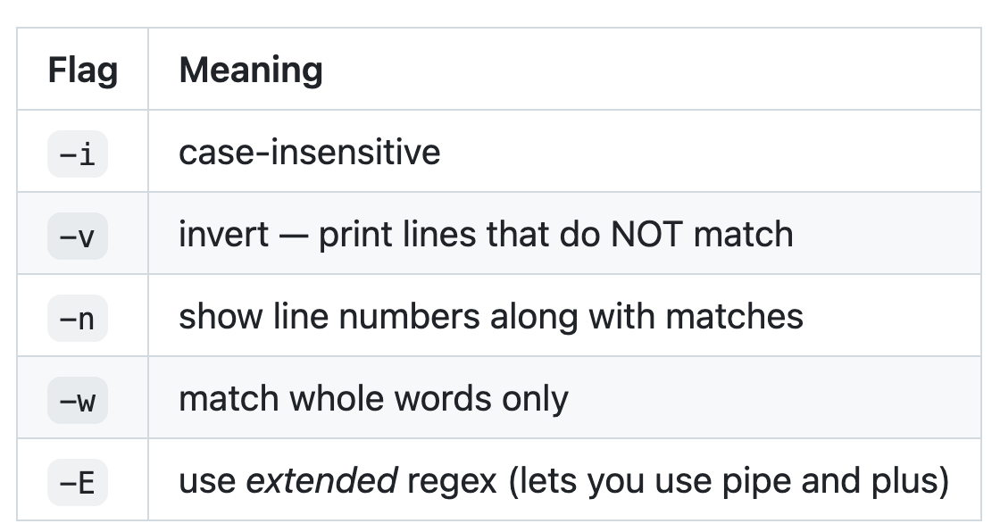 Flag Meaning
-i case-insensitive
-v invert — print lines that do NOT match
-n show line numbers along with matches
-w match whole words only
-E use extended regex (lets you use pipe and plus)